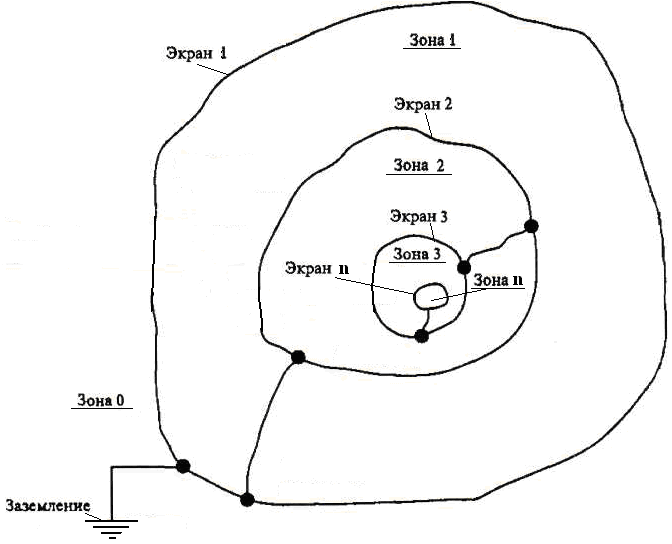 Зона 1
Экран 1
Экран 2
Зона 2
Экран 3
Зона 3
Экран n
Зона n
Зона 0
Заземление